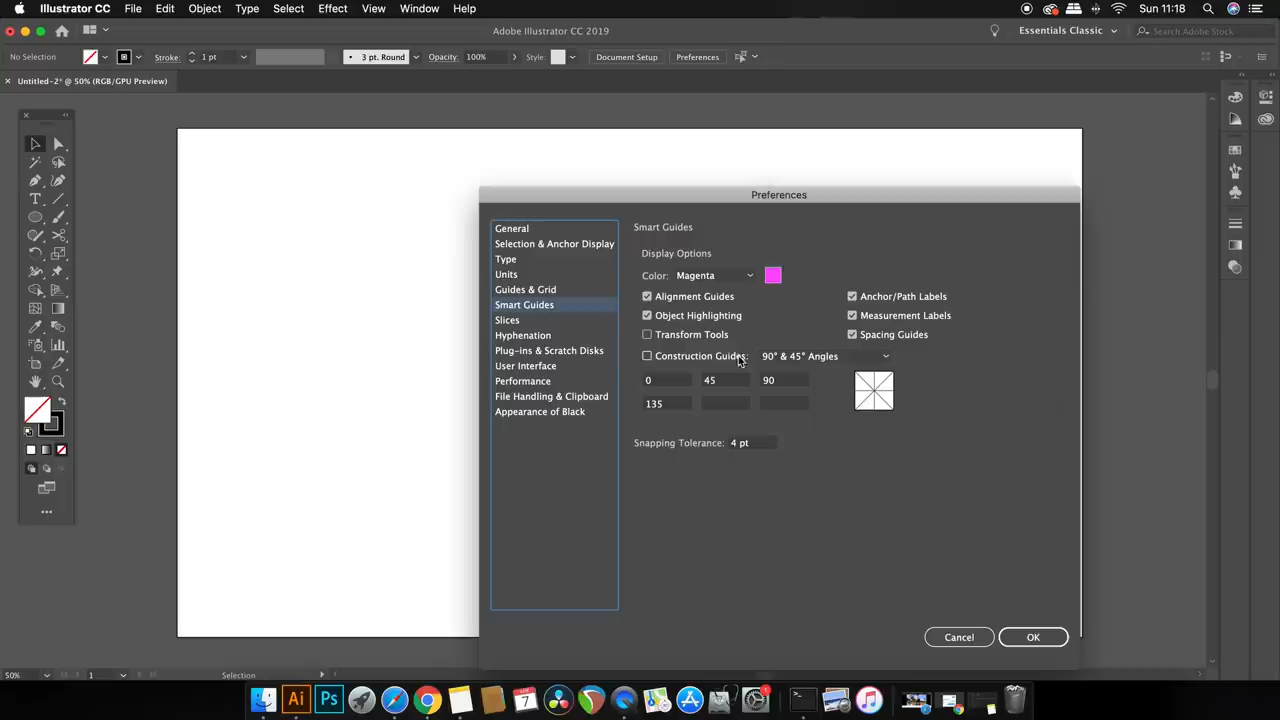 Illustrator CC File Edit Object Type Select Effect View Window Help Sun 11:18
Adobe Illustrator CC 2019 Essentials Classic Search Adobe Stock
No Selection Stroke: 1 pt 3 pt. Round Opacity: 100% Style: Document Setup Preferences
Untitled-2* @ 50% (RGB/GPU Preview)
Preferences
General
Selection & Anchor Display
Type
Units
Guides & Grid
Smart Guides
Slices
Hyphenation
Plug-ins & Scratch Disks
User Interface
Performance
File Handling & Clipboard
Appearance of Black
Smart Guides
Display Options
Color: Magenta
Alignment Guides Anchor/Path Labels
Object Highlighting Measurement Labels
Transform Tools Spacing Guides
Construction Guides: 90° & 45° Angles
0 45 90
135
Snapping Tolerance: 4 pt
Cancel OK
50% 1 Selection
Ai Ps 7 1